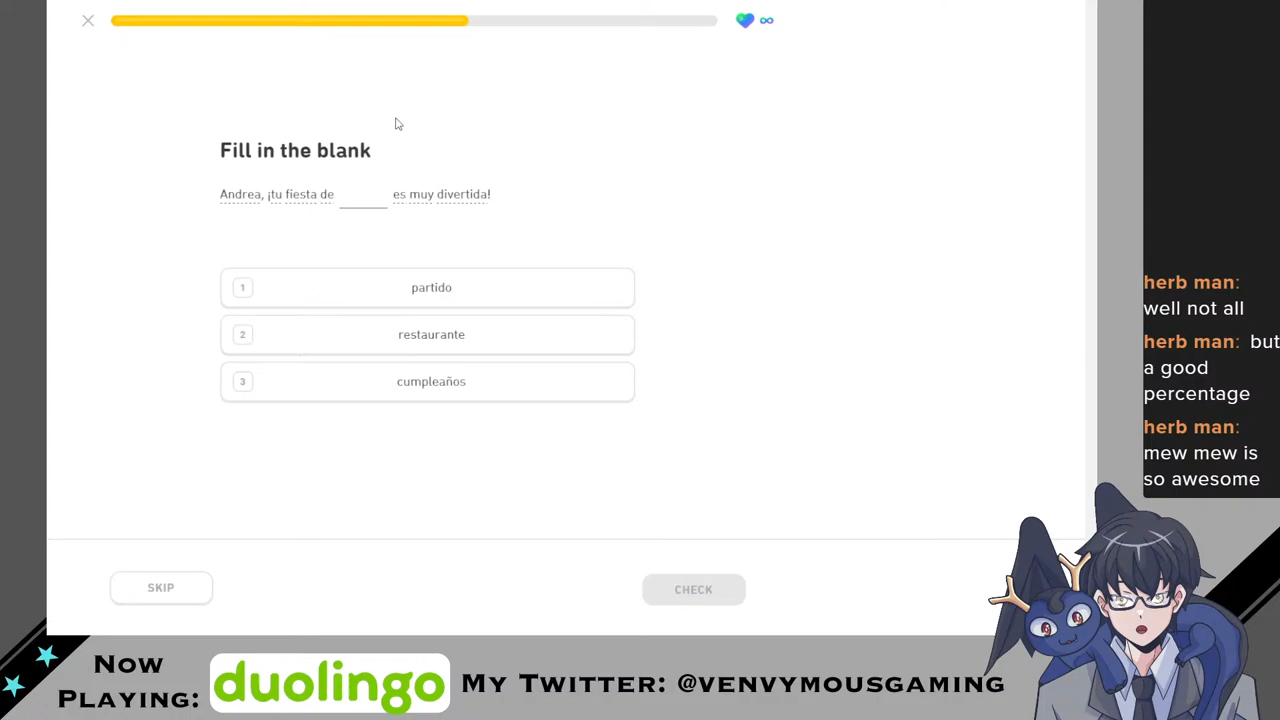 Fill in the blank
Andrea, ¡tu fiesta de ______ es muy divertida!
1 partido
2 restaurante
3 cumpleaños
SKIP
CHECK
herb man:
well not all
herb man: but
a good
percentage
herb man:
mew mew is
so awesome
Now
Playing:
duolingo
My Twitter: @venvymousgaming